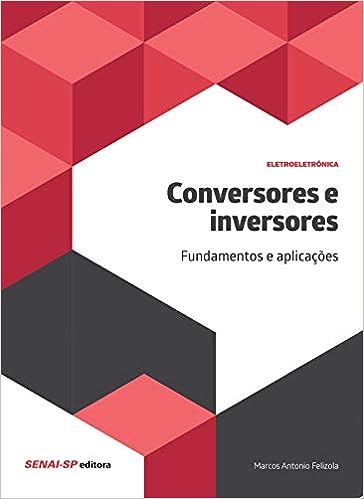 ELETROELETRÔNICA
Conversores e
inversores
Fundamentos e aplicações
SENAI-SP editora
Marcos Antonio Felizola